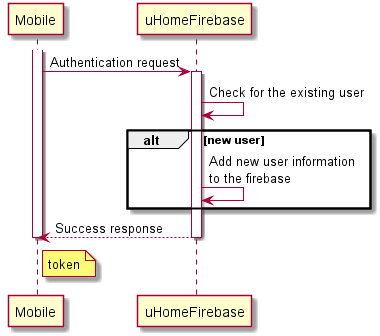 Mobile
uHomeFirebase
Authentication request
Check for the existing user
alt
[new user]
Add new user information
to the firebase
Success response
token
Mobile
uHomeFirebase